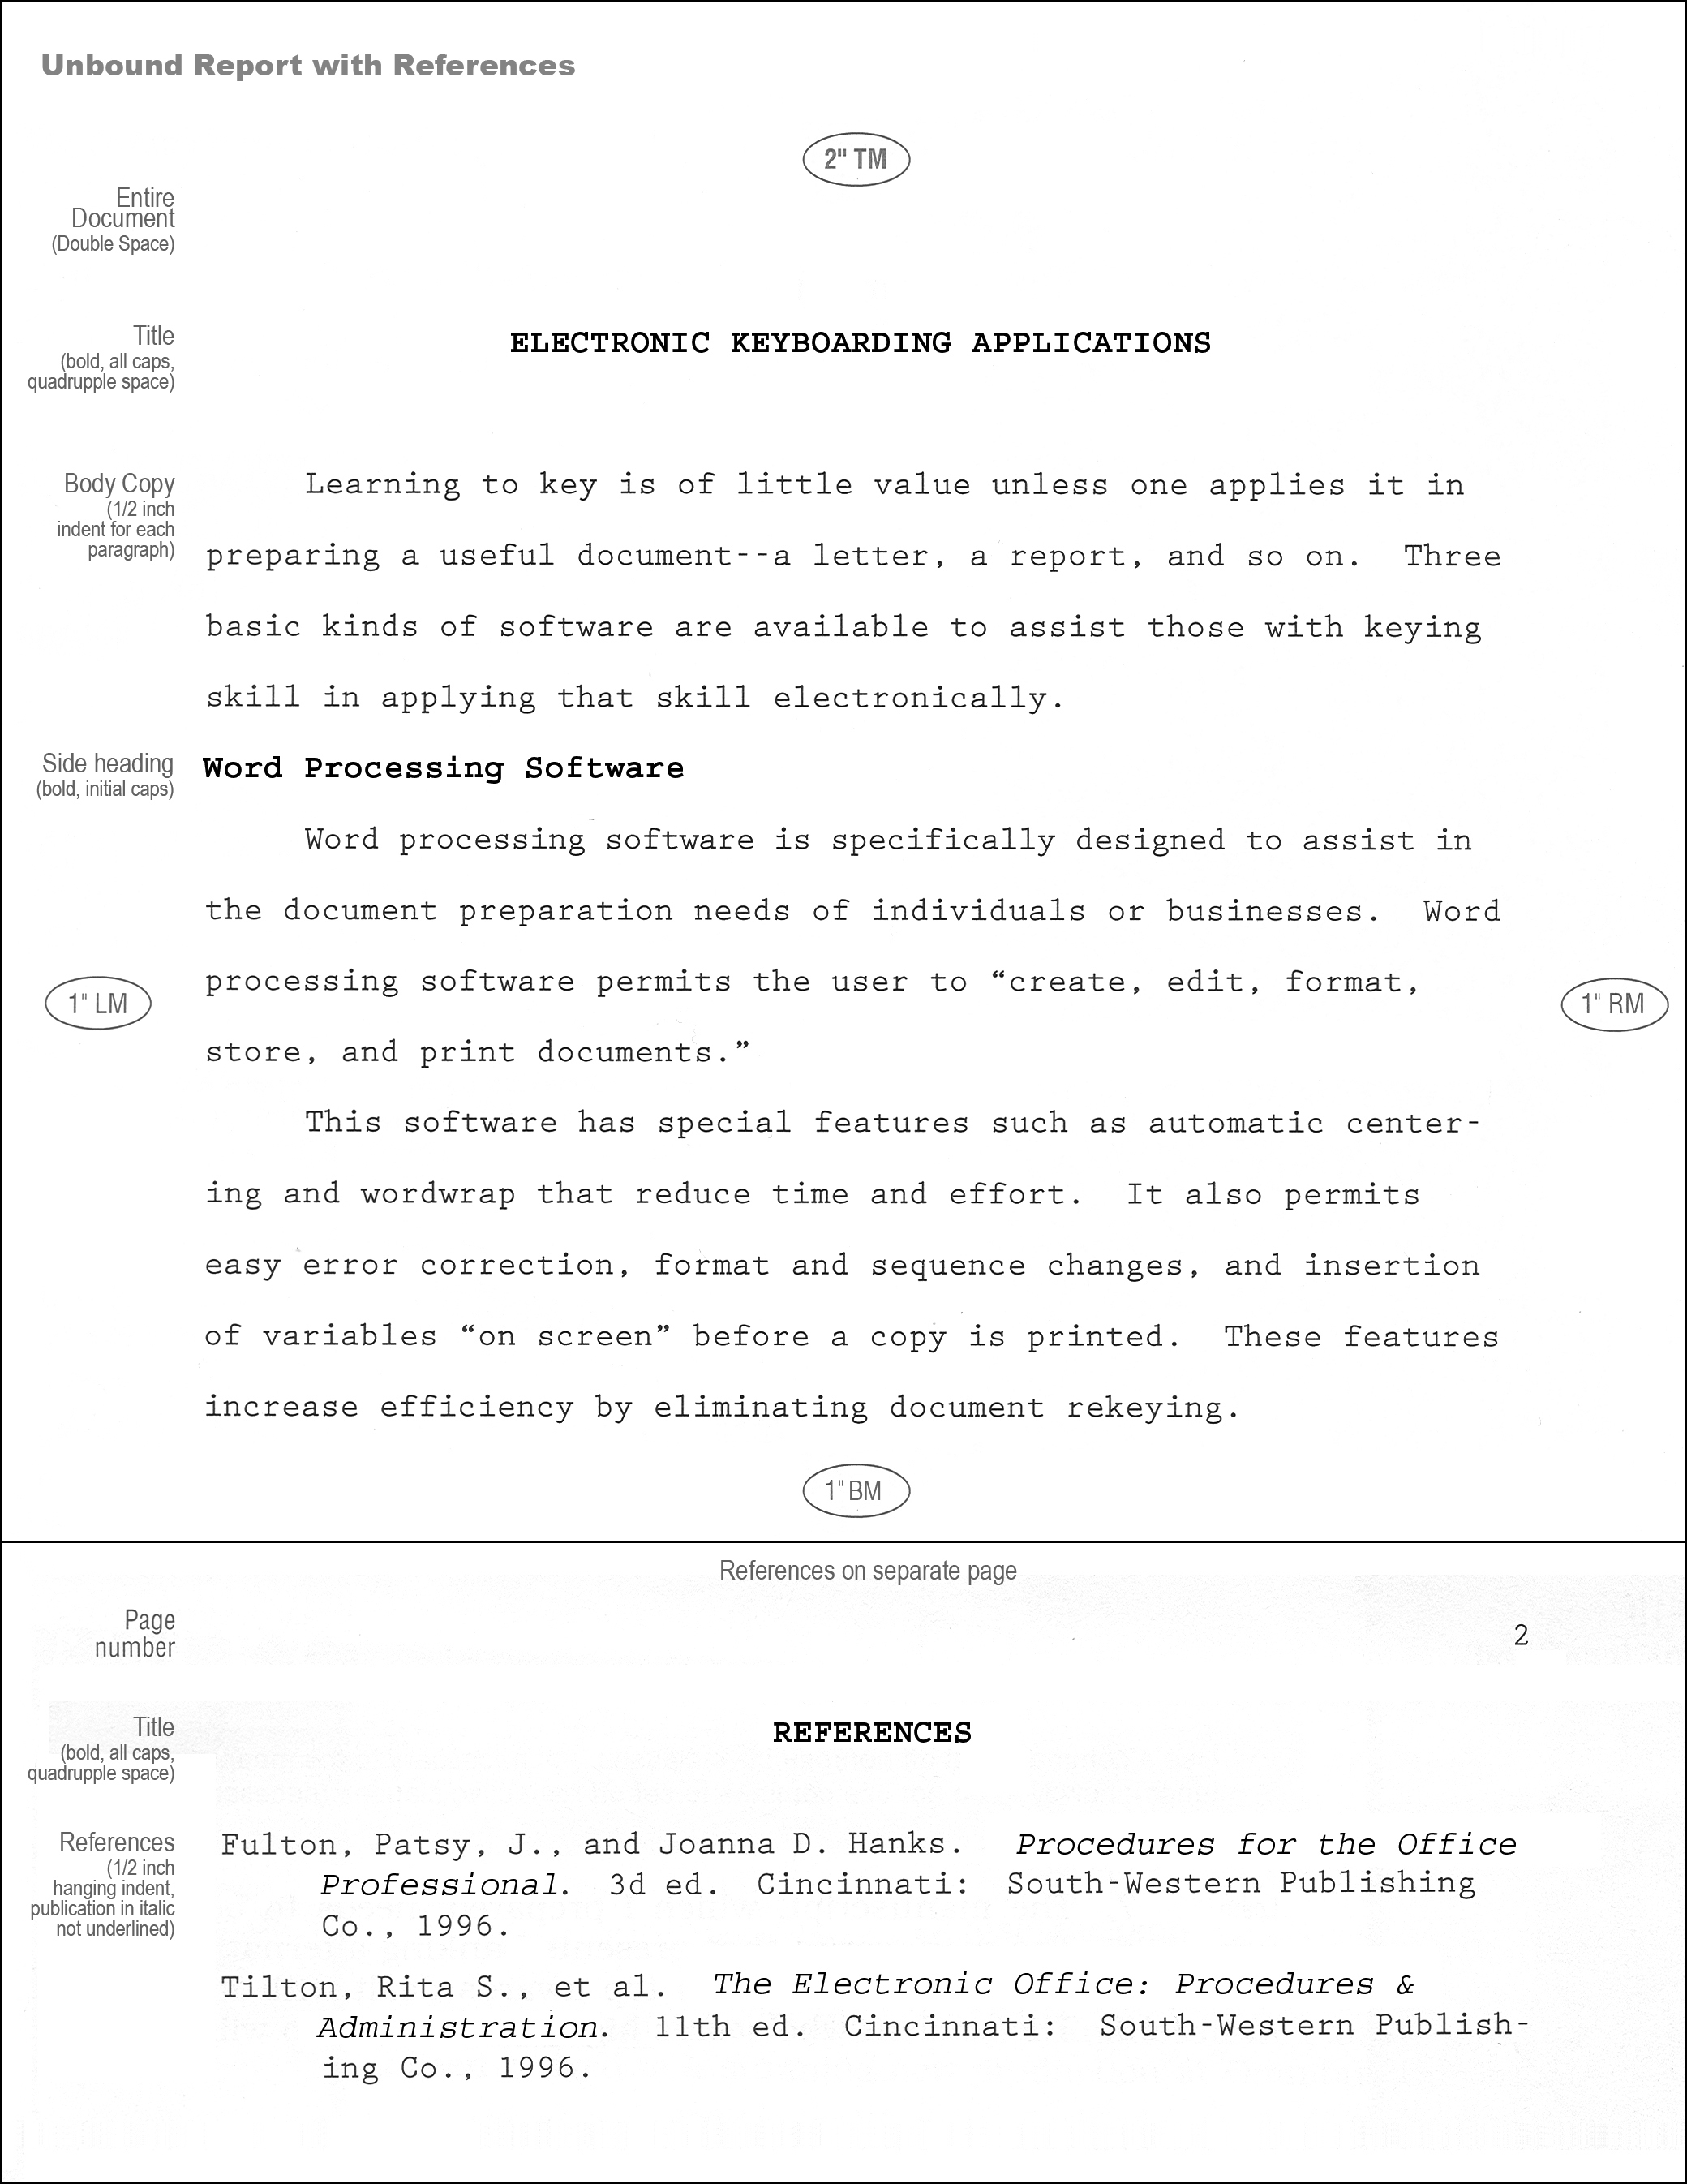 Unbound Report with References
2" TM
Entire
Document
(Double Space)
Title
(bold, all caps,
quadrupple space)
ELECTRONIC KEYBOARDING APPLICATIONS
Body Copy
(1/2 inch
indent for each
paragraph)
Learning to key is of little value unless one applies it in
preparing a useful document--a letter, a report, and so on.  Three
basic kinds of software are available to assist those with keying
skill in applying that skill electronically.
Side heading
(bold, initial caps)
Word Processing Software
Word processing software is specifically designed to assist in
the document preparation needs of individuals or businesses.  Word
processing software permits the user to “create, edit, format,
store, and print documents.”
1" LM
1" RM
This software has special features such as automatic center-
ing and wordwrap that reduce time and effort.  It also permits
easy error correction, format and sequence changes, and insertion
of variables “on screen” before a copy is printed.  These features
increase efficiency by eliminating document rekeying.
1" BM
References on separate page
Page
number
2
Title
(bold, all caps,
quadrupple space)
REFERENCES
References
(1/2 inch
hanging indent,
publication in italic
not underlined)
Fulton, Patsy, J., and Joanna D. Hanks.  Procedures for the Office
Professional.  3d ed.  Cincinnati:  South-Western Publishing
Co., 1996.
Tilton, Rita S., et al.  The Electronic Office: Procedures &
Administration.  11th ed.  Cincinnati:  South-Western Publish-
ing Co., 1996.